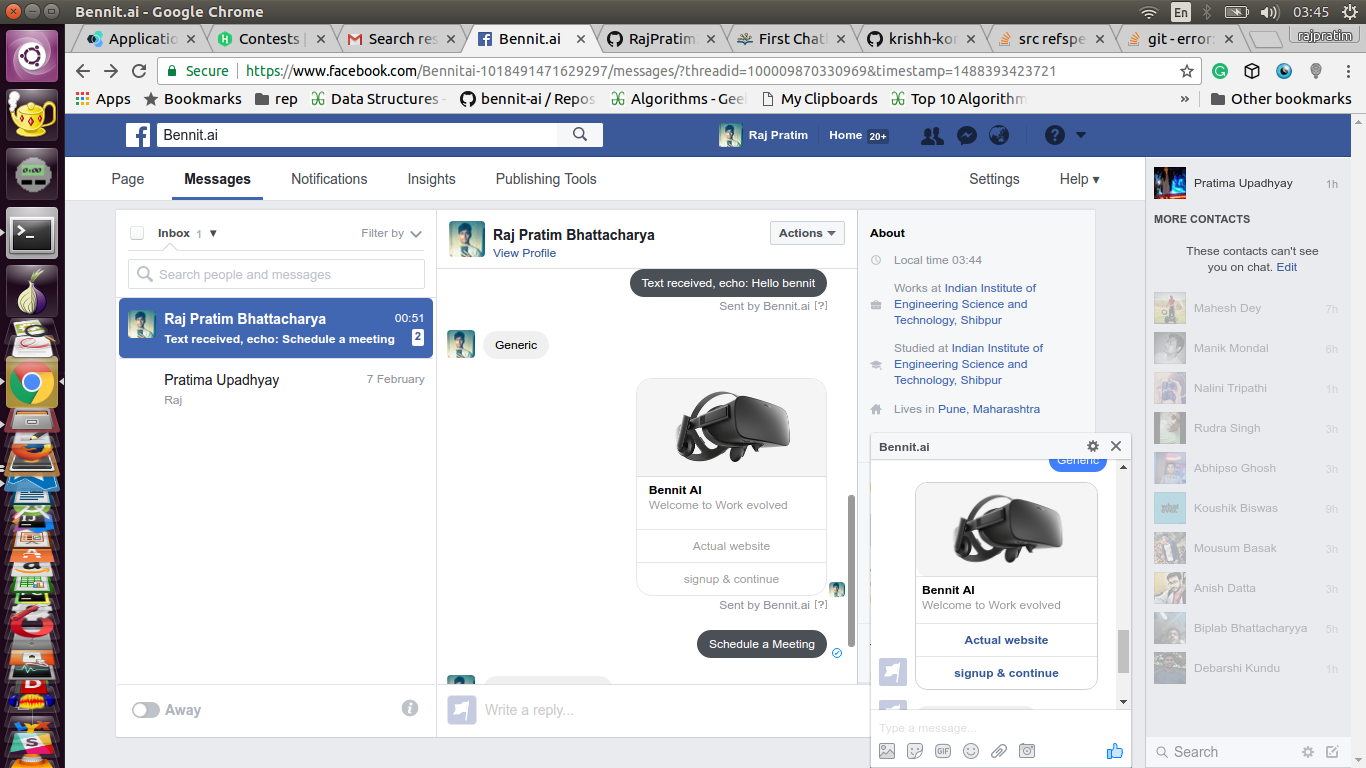 Bennit.ai - Google Chrome
En
03:45
Applicatio
Contests |
Search res
Bennit.ai
RajPratim
First Chat
krishh-kor
src refspe
git - error:
rajpratim
Secure
https://www.facebook.com/Bennitai-1018491471629297/messages/?threadid=100009870330969&timestamp=1488393423721
Apps
Bookmarks
rep
Data Structures -
bennit-ai / Repos
Algorithms - Geel
My Clipboards
Top 10 Algorithm
»
Other bookmarks
Bennit.ai
Raj Pratim
Home 20+
Page
Messages
Notifications
Insights
Publishing Tools
Settings
Help ▾
Inbox 1 ▼
Filter by
Search people and messages
Raj Pratim Bhattacharya
00:51
Text received, echo: Schedule a meeting
2
Pratima Upadhyay
7 February
Raj
Away
Raj Pratim Bhattacharya
View Profile
Actions
Text received, echo: Hello bennit
Sent by Bennit.ai [?]
Generic
Bennit AI
Welcome to Work evolved
Actual website
signup & continue
Sent by Bennit.ai [?]
Schedule a Meeting
Write a reply...
About
Local time 03:44
Works at Indian Institute of
Engineering Science and
Technology, Shibpur
Studied at Indian Institute of
Engineering Science and
Technology, Shibpur
Lives in Pune, Maharashtra
Bennit.ai
Generic
Bennit AI
Welcome to Work evolved
Actual website
signup & continue
Type a message...
GIF
Pratima Upadhyay
1h
MORE CONTACTS
These contacts can't see
you on chat. Edit
Mahesh Dey
7h
Manik Mondal
6h
Nalini Tripathi
1h
Rudra Singh
3h
Abhipso Ghosh
3h
Koushik Biswas
9h
Mousum Basak
3h
Anish Datta
3h
Biplab Bhattacharyya
5h
Debarshi Kundu
1h
Search